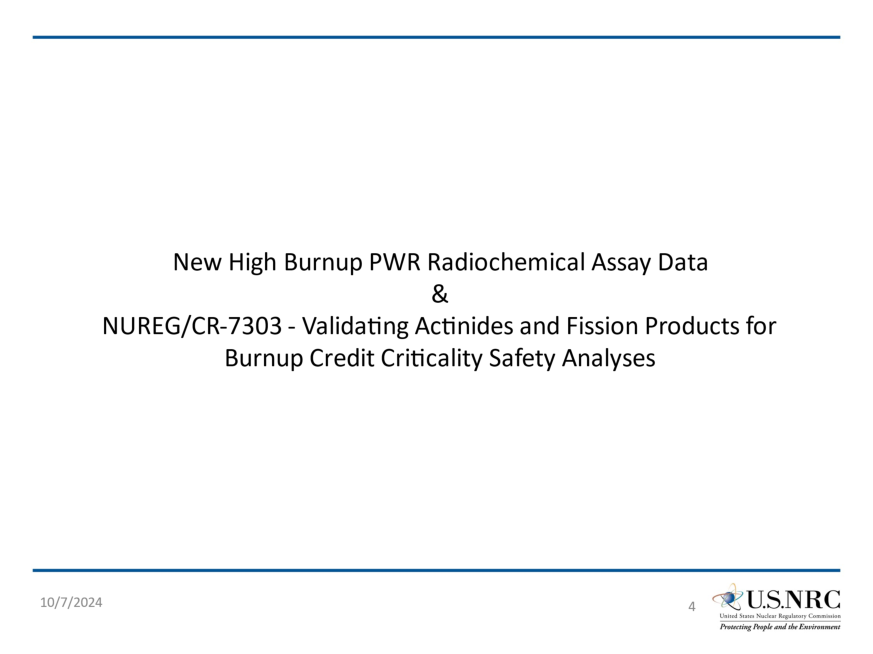 New High Burnup PWR Radiochemical Assay Data
&
NUREG/CR-7303 - Validating Actinides and Fission Products for
Burnup Credit Criticality Safety Analyses
10/7/2024
4
U.S.NRC
United States Nuclear Regulatory Commission
Protecting People and the Environment